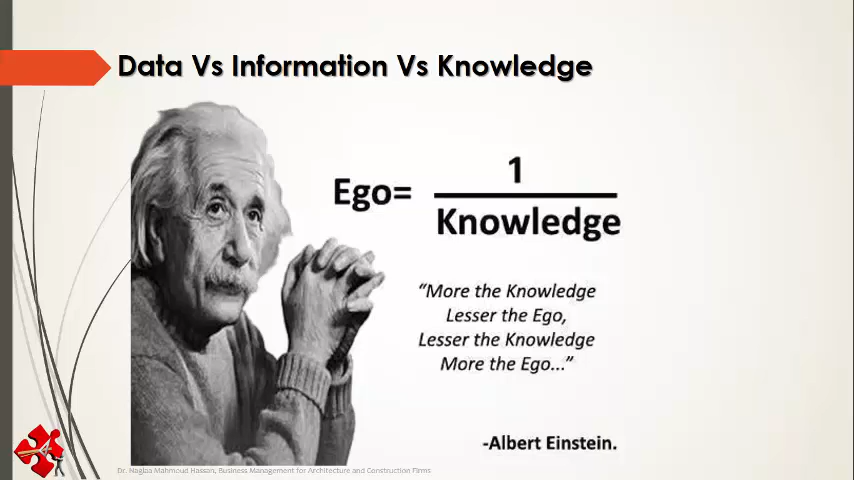 Data Vs Information Vs Knowledge
Ego= 1
Knowledge
“More the Knowledge
Lesser the Ego,
Lesser the Knowledge
More the Ego...”
-Albert Einstein.
Dr. Naglaa Mahmoud Hassan, Business Management for Architecture and Construction Firms